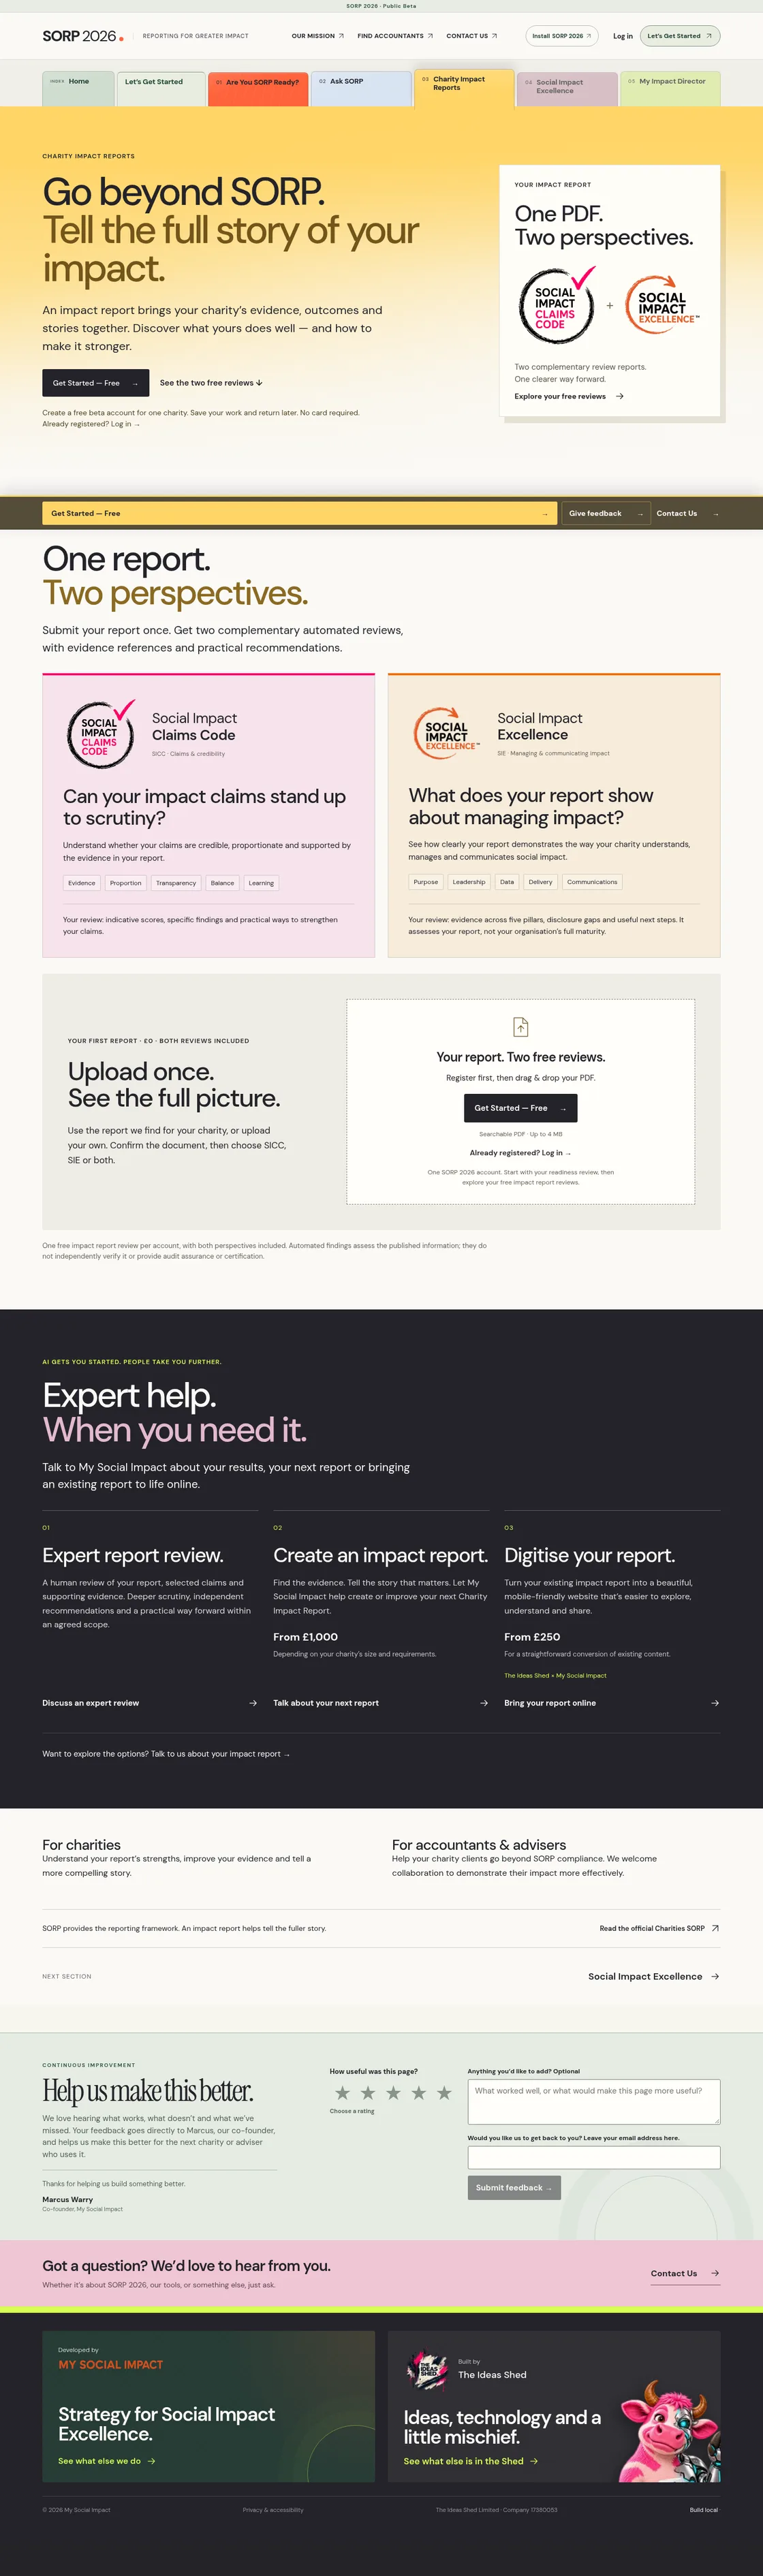 SORP 2026 · Public Beta
SORP 2026
REPORTING FOR GREATER IMPACT
OUR MISSION
FIND ACCOUNTANTS
CONTACT US
Install SORP 2026
Log in
Let's Get Started
INDEX Home
Let's Get Started
01 Are You SORP Ready?
02 Ask SORP
03 Charity Impact
Reports
04 Social Impact
Excellence
05 My Impact Director
CHARITY IMPACT REPORTS
Go beyond SORP.
Tell the full story of your
impact.
An impact report brings your charity's evidence, outcomes and
stories together. Discover what yours does well — and how to
make it stronger.
Get Started — Free →
See the two free reviews ↓
Create a free beta account for one charity. Save your work and return later. No card required.
Already registered? Log in →
YOUR IMPACT REPORT
One PDF.
Two perspectives.
SOCIAL
IMPACT
CLAIMS
CODE
+
SOCIAL
IMPACT
EXCELLENCE™
Two complementary review reports.
One clearer way forward.
Explore your free reviews →
Get Started — Free →
Give feedback →
Contact Us →
One report.
Two perspectives.
Submit your report once. Get two complementary automated reviews,
with evidence references and practical recommendations.
SOCIAL
IMPACT
CLAIMS
CODE
Social Impact
Claims Code
SICC · Claims & credibility
Can your impact claims stand up
to scrutiny?
Understand whether your claims are credible, proportionate and supported by
the evidence in your report.
Evidence
Proportion
Transparency
Balance
Learning
Your review: indicative scores, specific findings and practical ways to strengthen
your claims.
SOCIAL
IMPACT
EXCELLENCE™
Social Impact
Excellence
SIE · Managing & communicating impact
What does your report show
about managing impact?
See how clearly your report demonstrates the way your charity understands,
manages and communicates social impact.
Purpose
Leadership
Data
Delivery
Communications
Your review: evidence across five pillars, disclosure gaps and useful next steps. It
assesses your report, not your organisation's full maturity.
YOUR FIRST REPORT · £0 · BOTH REVIEWS INCLUDED
Upload once.
See the full picture.
Use the report we find for your charity, or upload
your own. Confirm the document, then choose SICC,
SIE or both.
Your report. Two free reviews.
Register first, then drag & drop your PDF.
Get Started — Free →
Searchable PDF · Up to 4 MB
Already registered? Log in →
One SORP 2026 account. Start with your readiness review, then
explore your free impact report reviews.
One free impact report review per account, with both perspectives included. Automated findings assess the published information; they do
not independently verify it or provide audit assurance or certification.
AI GETS YOU STARTED. PEOPLE TAKE YOU FURTHER.
Expert help.
When you need it.
Talk to My Social Impact about your results, your next report or bringing
an existing report to life online.
01
Expert report review.
A human review of your report, selected claims and
supporting evidence. Deeper scrutiny, independent
recommendations and a practical way forward within
an agreed scope.
Discuss an expert review →
02
Create an impact report.
Find the evidence. Tell the story that matters. Let My
Social Impact help create or improve your next Charity
Impact Report.
From £1,000
Depending on your charity's size and requirements.
Talk about your next report →
03
Digitise your report.
Turn your existing impact report into a beautiful,
mobile-friendly website that's easier to explore,
understand and share.
From £250
For a straightforward conversion of existing content.
The Ideas Shed × My Social Impact
Bring your report online →
Want to explore the options? Talk to us about your impact report →
For charities
Understand your report's strengths, improve your evidence and tell a
more compelling story.
For accountants & advisers
Help your charity clients go beyond SORP compliance. We welcome
collaboration to demonstrate their impact more effectively.
SORP provides the reporting framework. An impact report helps tell the fuller story.
Read the official Charities SORP
NEXT SECTION
Social Impact Excellence →
CONTINUOUS IMPROVEMENT
Help us make this better.
We love hearing what works, what doesn't and what we've
missed. Your feedback goes directly to Marcus, our co-founder,
and helps us make this better for the next charity or adviser
who uses it.
Thanks for helping us build something better.
Marcus Warry
Co-founder, My Social Impact
How useful was this page?
★ ★ ★ ★ ★
Choose a rating
Anything you'd like to add? Optional
What worked well, or what would make this page more useful?
Would you like us to get back to you? Leave your email address here.
Submit feedback →
Got a question? We'd love to hear from you.
Whether it's about SORP 2026, our tools, or something else, just ask.
Contact Us →
Developed by
MY SOCIAL IMPACT
Strategy for Social Impact
Excellence.
See what else we do →
THE
IDEAS
SHED
Built by
The Ideas Shed
Ideas, technology and a
little mischief.
See what else is in the Shed →
© 2026 My Social Impact
Privacy & accessibility
The Ideas Shed Limited · Company 17380053
Build local